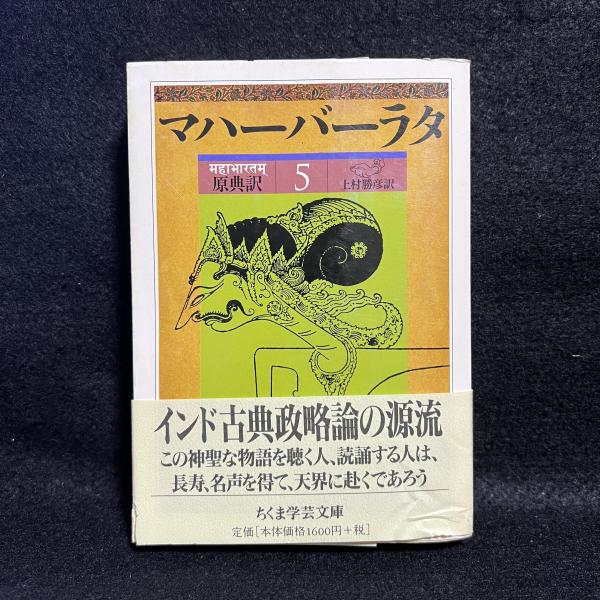 マハーバーラタ
महाभारतम्
原典訳
5
上村勝彦訳
インド古典政略論の源流
この神聖な物語を聴く人、読誦する人は、
長寿、名声を得て、天界に赴くであろう
ちくま学芸文庫
定価[本体価格1600円+税]